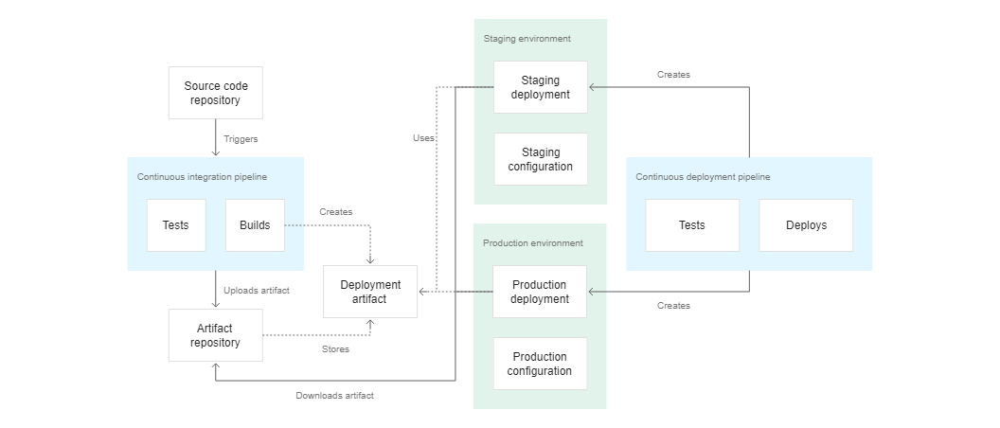 Staging environment
Source code
repository
Staging
deployment
Creates
Triggers
Uses
Staging
configuration
Continuous integration pipeline
Continuous deployment pipeline
Tests
Builds
Creates
Tests
Deploys
Production environment
Uploads artifact
Deployment
artifact
Production
deployment
Creates
Artifact
repository
Stores
Production
configuration
Downloads artifact